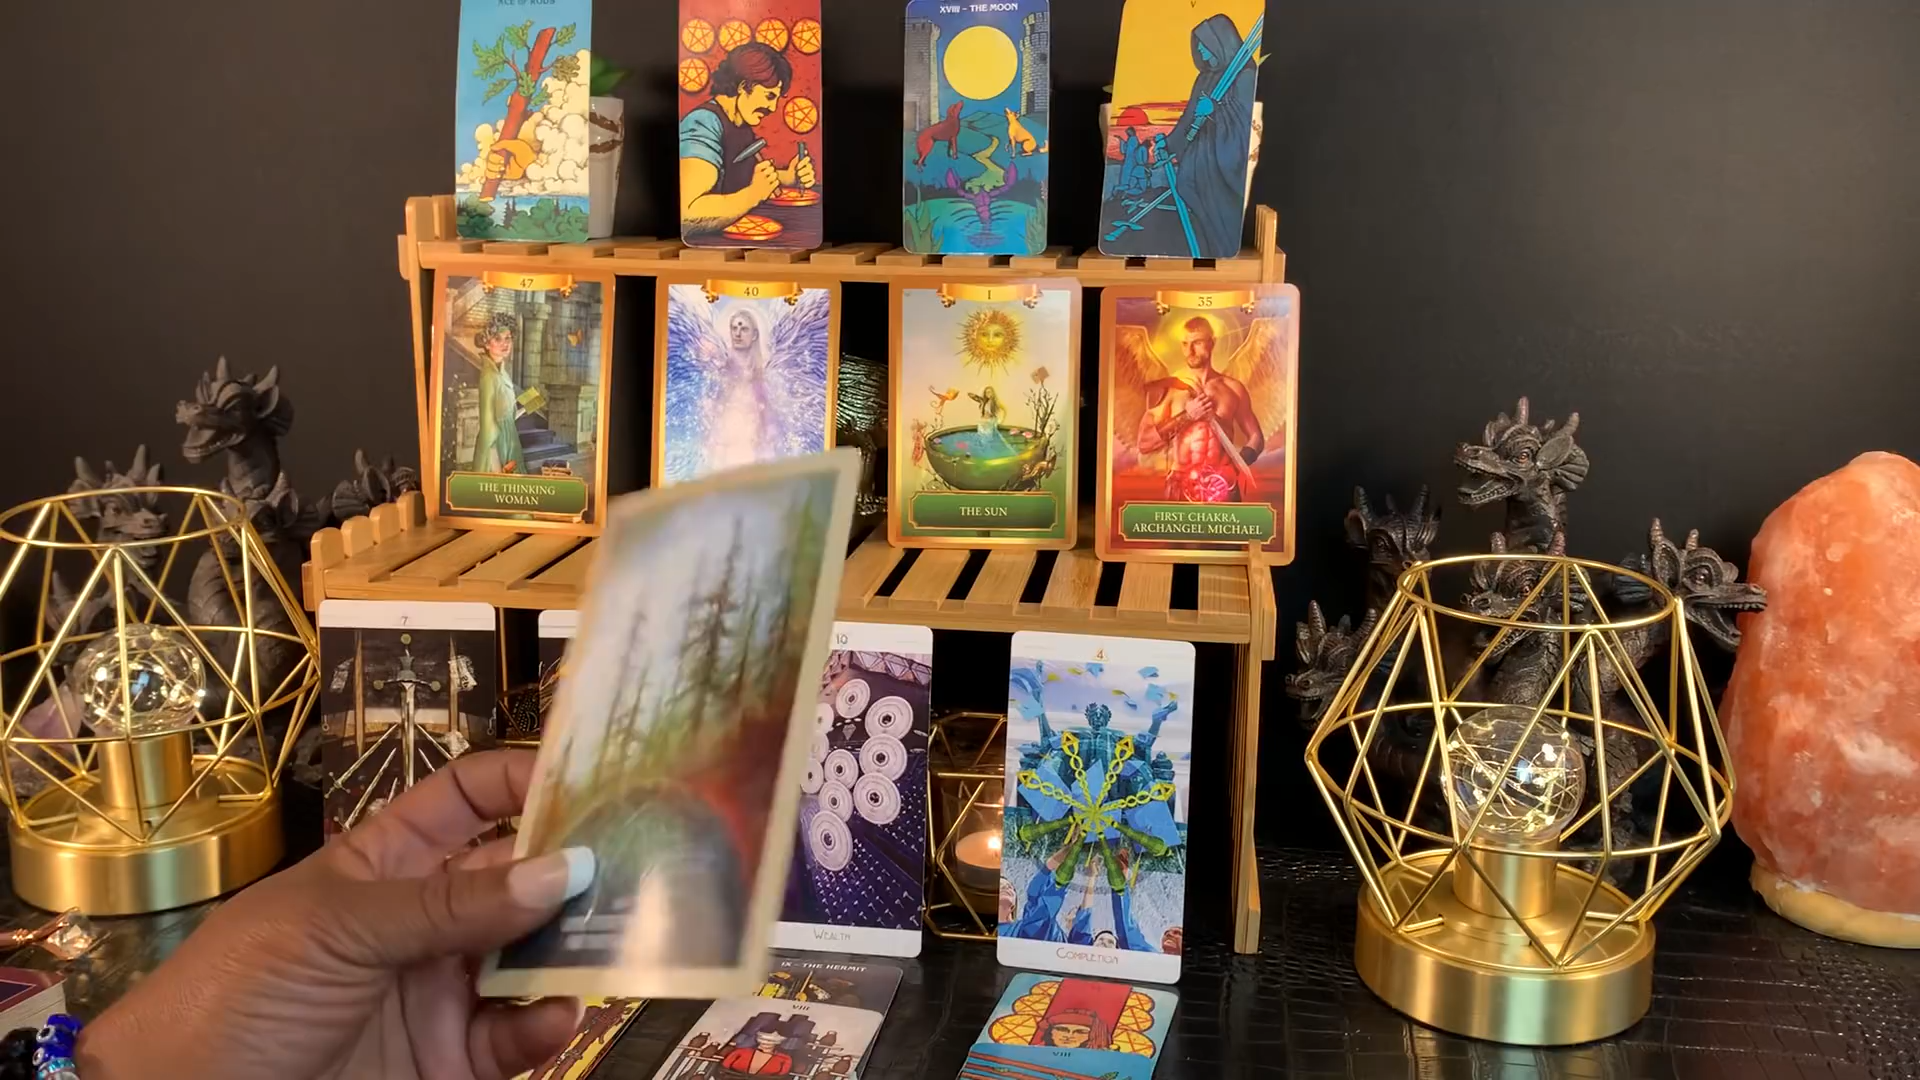 ACE OF RODS
VIII
XVIII – THE MOON
V
47
THE THINKING
WOMAN
40
I
THE SUN
35
FIRST CHAKRA,
ARCHANGEL MICHAEL
7
10
WEALTH
4
COMPLETION
IX – THE HERMIT
VIII
VIII